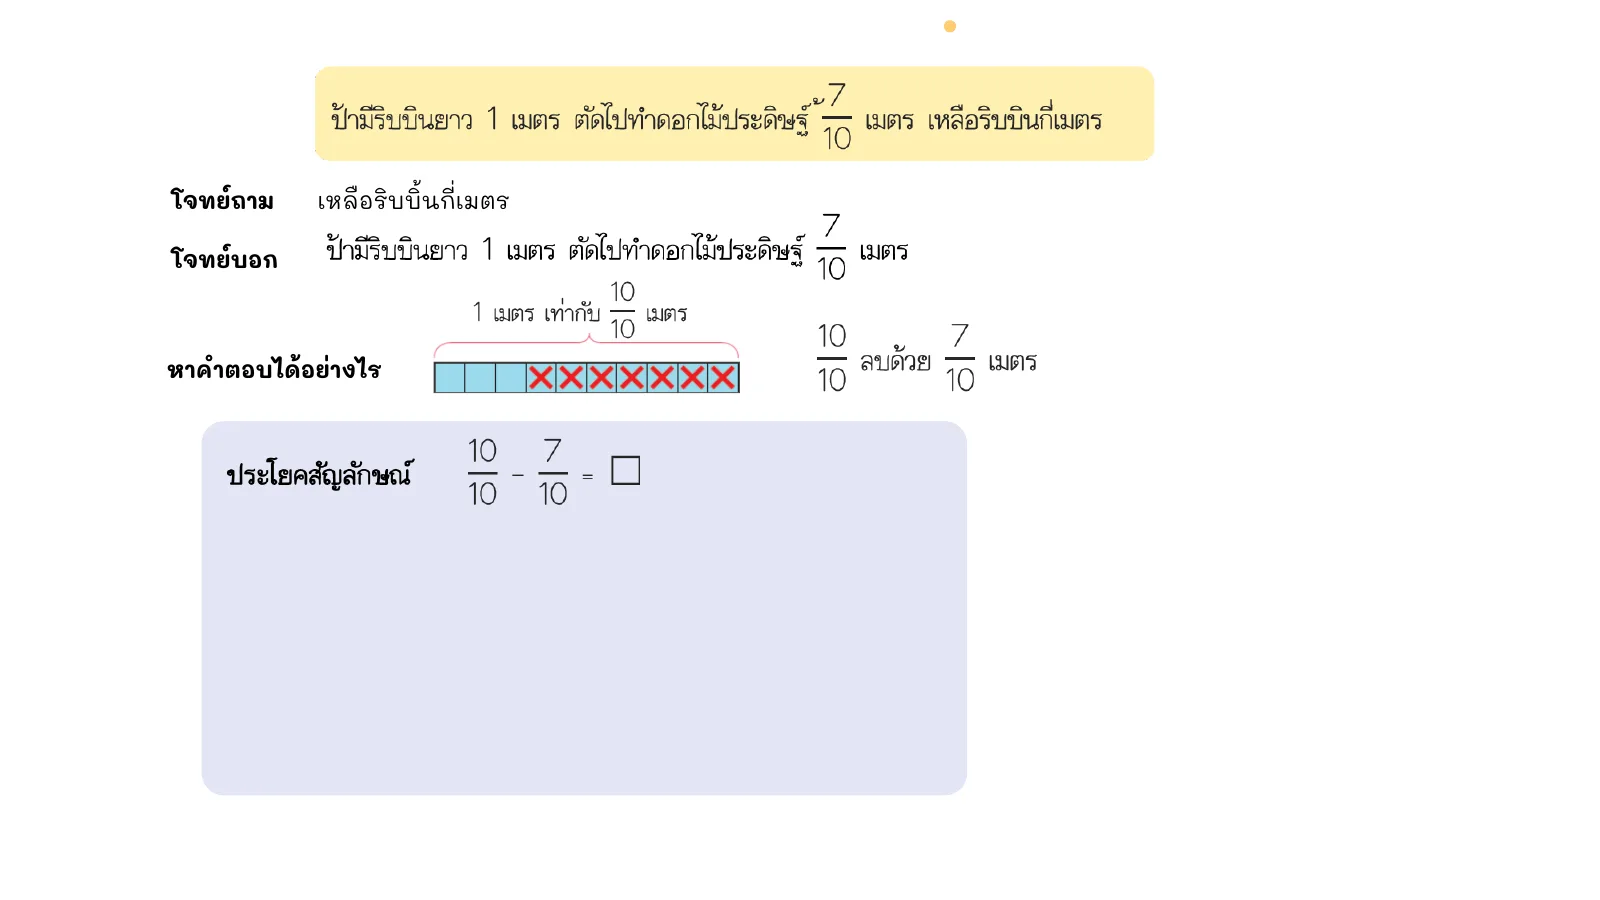 ป้ามีริบบินยาว 1 เมตร ตัดไปทำดอกไม้ประดิษฐ์ 7/10 เมตร เหลือริบบินกี่เมตร
โจทย์ถาม เหลือริบบิ้นกี่เมตร
โจทย์บอก ป้ามีริบบินยาว 1 เมตร ตัดไปทำดอกไม้ประดิษฐ์ 7/10 เมตร
1 เมตร เท่ากับ 10/10 เมตร
หาคำตอบได้อย่างไร 10/10 ลบด้วย 7/10 เมตร
ประโยคสัญลักษณ์ 10/10 - 7/10 = □